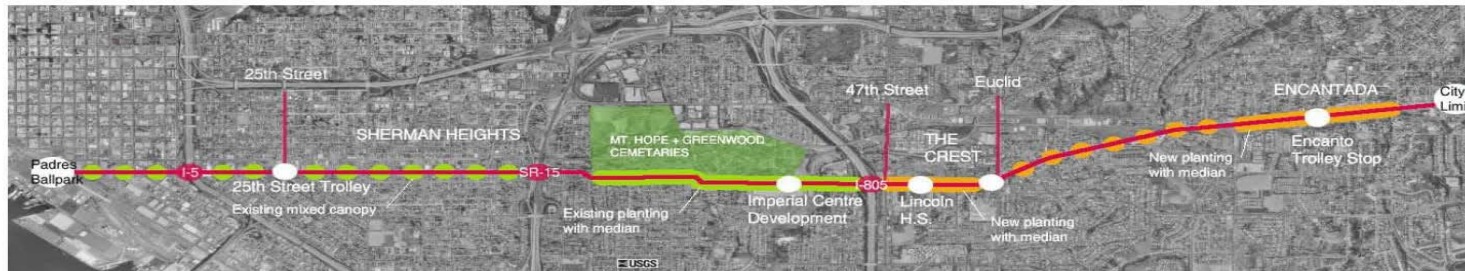 25th Street
SHERMAN HEIGHTS
MT. HOPE + GREENWOOD
CEMETARIES
47th Street
Euclid
THE
CREST
ENCANTADA
City
Limi
Padres
Ballpark
I-5
25th Street Trolley
Existing mixed canopy
SR-15
Existing planting
with median
Imperial Centre
Development
I-805
Lincoln
H.S.
New planting
with median
New planting
with median
Encanto
Trolley Stop
USGS